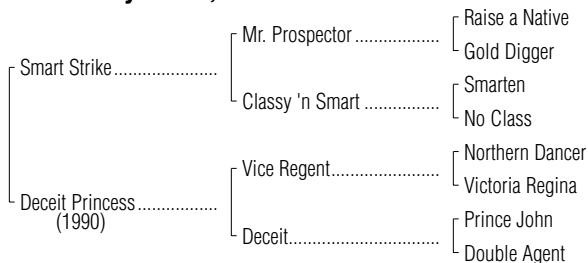 Raise a Native
Mr. Prospector ....................
Gold Digger
Smart Strike.......................
Smarten
Classy 'n Smart ..................
No Class
Northern Dancer
Vice Regent.........................
Victoria Regina
Deceit Princess ..................
(1990)
Prince John
Deceit...................................
Double Agent